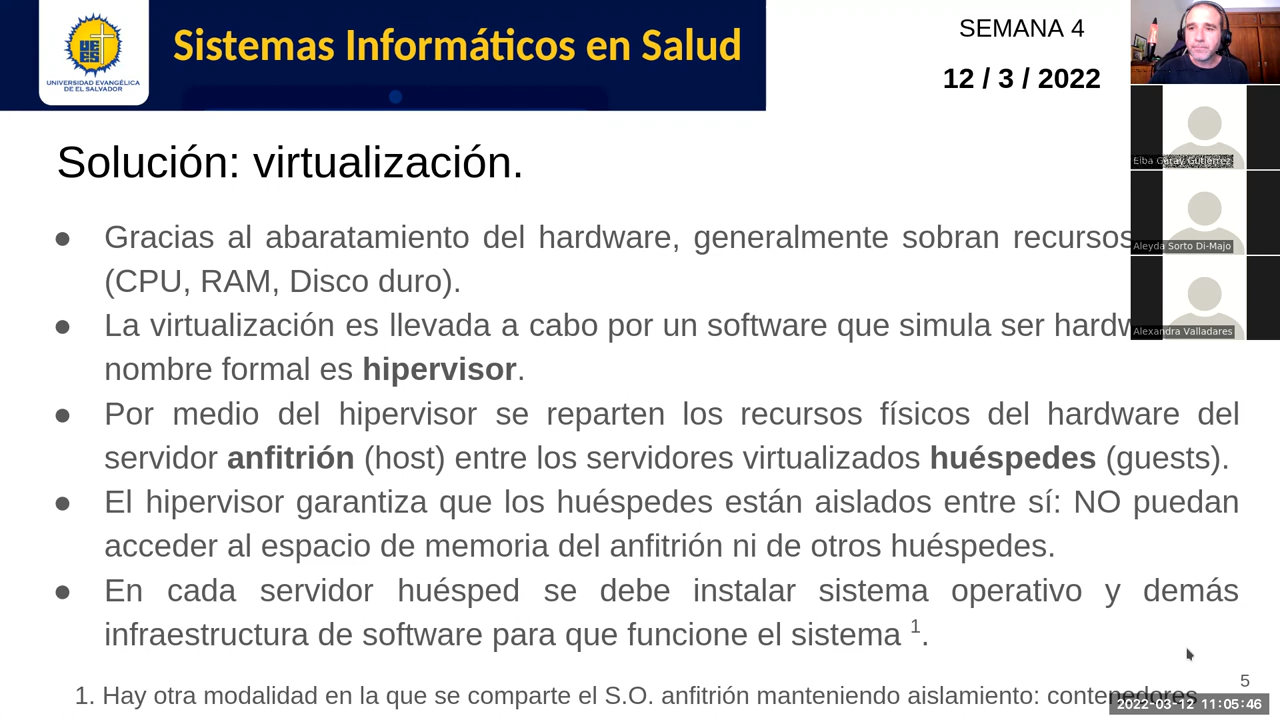 UNIVERSIDAD EVANGÉLICA
DE EL SALVADOR
Sistemas Informáticos en Salud
SEMANA 4
12 / 3 / 2022
Elba Garay Gutierrez
Aleyda Sorto Di-Majo
Alexandra Valladares
Solución: virtualización.
● Gracias al abaratamiento del hardware, generalmente sobran recursos
(CPU, RAM, Disco duro).
● La virtualización es llevada a cabo por un software que simula ser
nombre formal es hipervisor.
● Por medio del hipervisor se reparten los recursos físicos del hardware del
servidor anfitrión (host) entre los servidores virtualizados huéspedes (guests).
● El hipervisor garantiza que los huéspedes están aislados entre sí: NO puedan
acceder al espacio de memoria del anfitrión ni de otros huéspedes.
● En cada servidor huésped se debe instalar sistema operativo y demás
infraestructura de software para que funcione el sistema 1.
1. Hay otra modalidad en la que se comparte el S.O. anfitrión manteniendo aislamiento: contenedores
5
2022-03-12 11:05:46